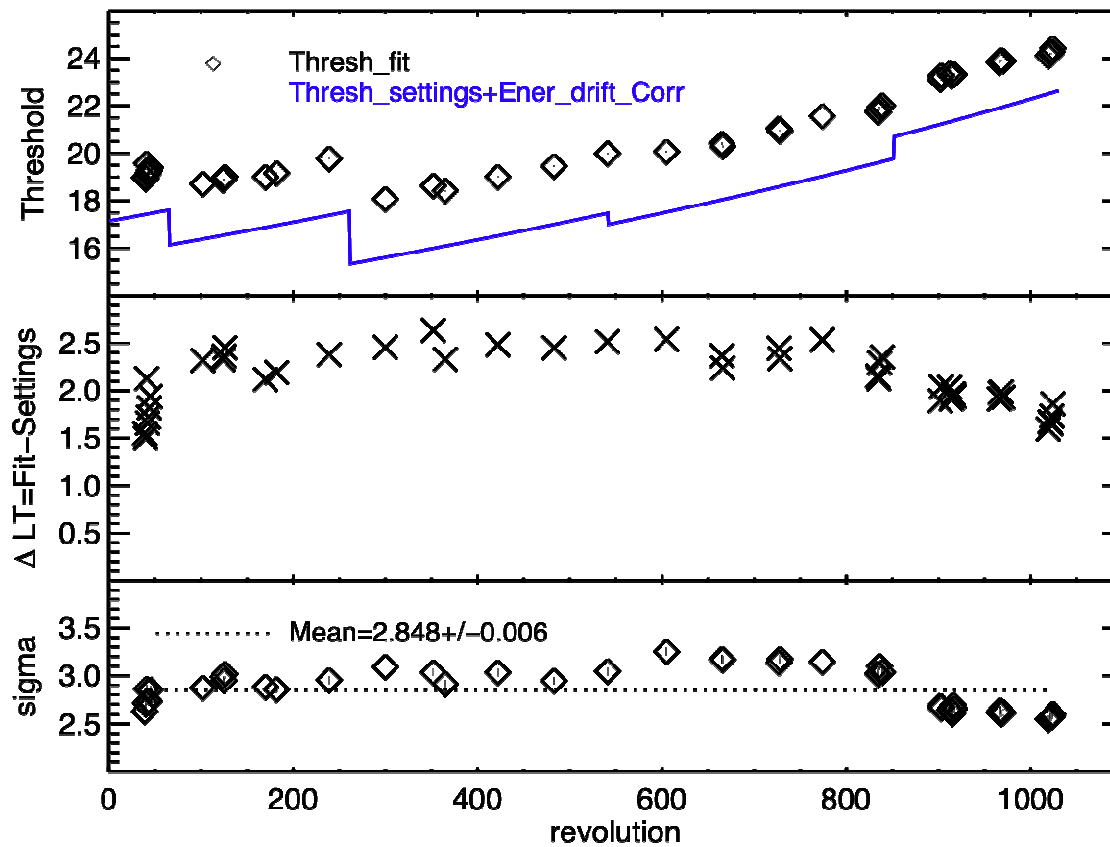 Threshold
24
22
20
18
16
Thresh_fit
Thresh_settings+Ener_drift_Corr
Δ LT=Fit−Settings
2.5
2.0
1.5
1.0
0.5
sigma
3.5
3.0
2.5
Mean=2.848+/−0.006
0 200 400 600 800 1000
revolution